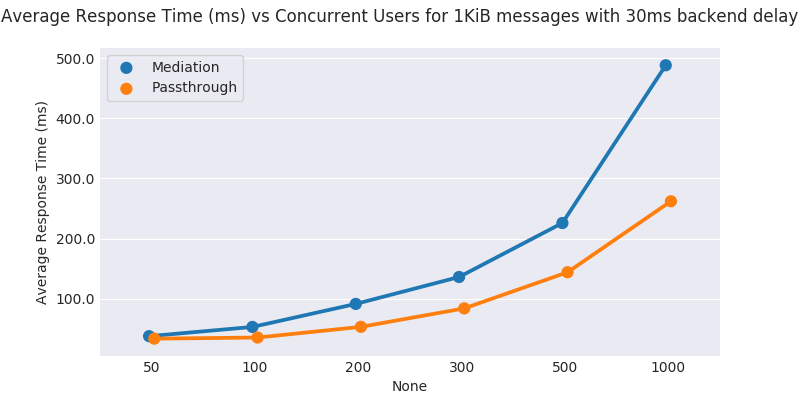 Average Response Time (ms) vs Concurrent Users for 1KiB messages with 30ms backend delay
Mediation
Passthrough
Average Response Time (ms)
500.0
400.0
300.0
200.0
100.0
50 100 200 300 500 1000
None